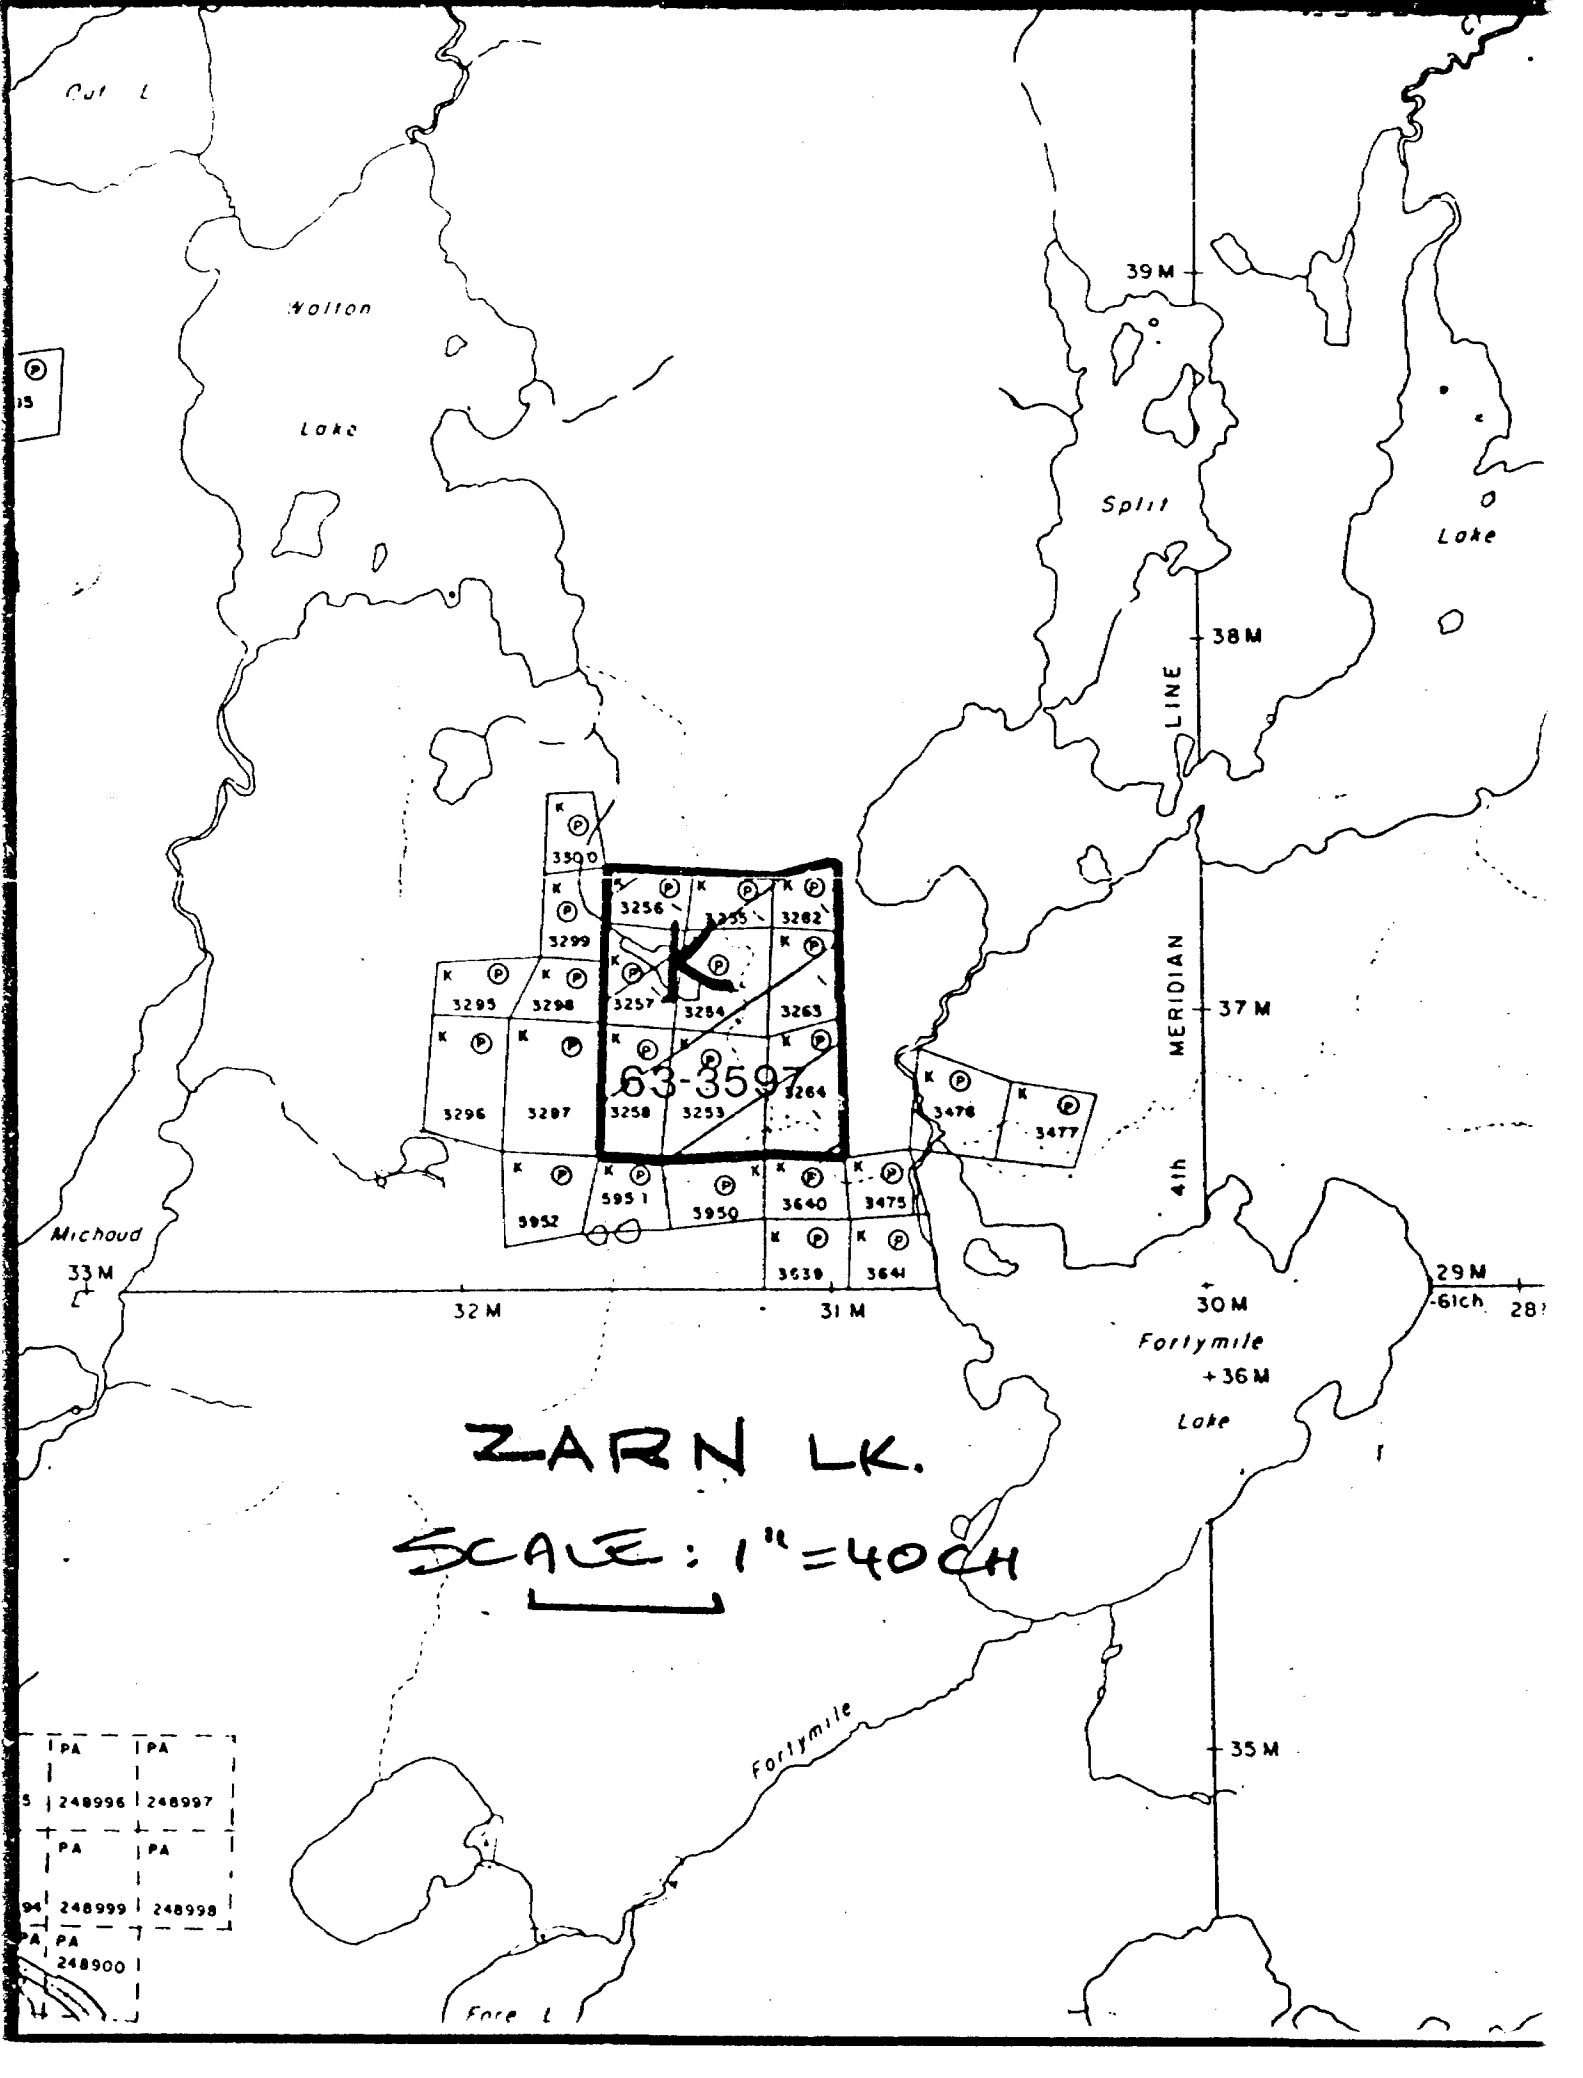 Out L
Wolton
Lake
39 M
Split
Lake
38 M
LINE
MERIDIAN
4th
37 M
K
P
3300
K
P
3299
K P
3295
K P
3298
K P
3296
K P
3297
K P
3256
K P
3255
K P
3262
K P
3257
P
3254
K P
3263
K
K P
3258
K P
3253
K P
3264
63-3597
K P
3476
K P
3477
K P
5952
K P
5951
K P
5950
K P
3640
K P
3475
K P
3639
K P
3641
P
Michaud
33 M
32 M
31 M
30 M
29 M
-61ch
Fortymile
+36 M
Lake
ZARN LK.
SCALE: 1"=40CH
Fortymile
35 M
PA
248996
PA
248997
PA
248999
PA
248998
PA
PA
248900
Fore L